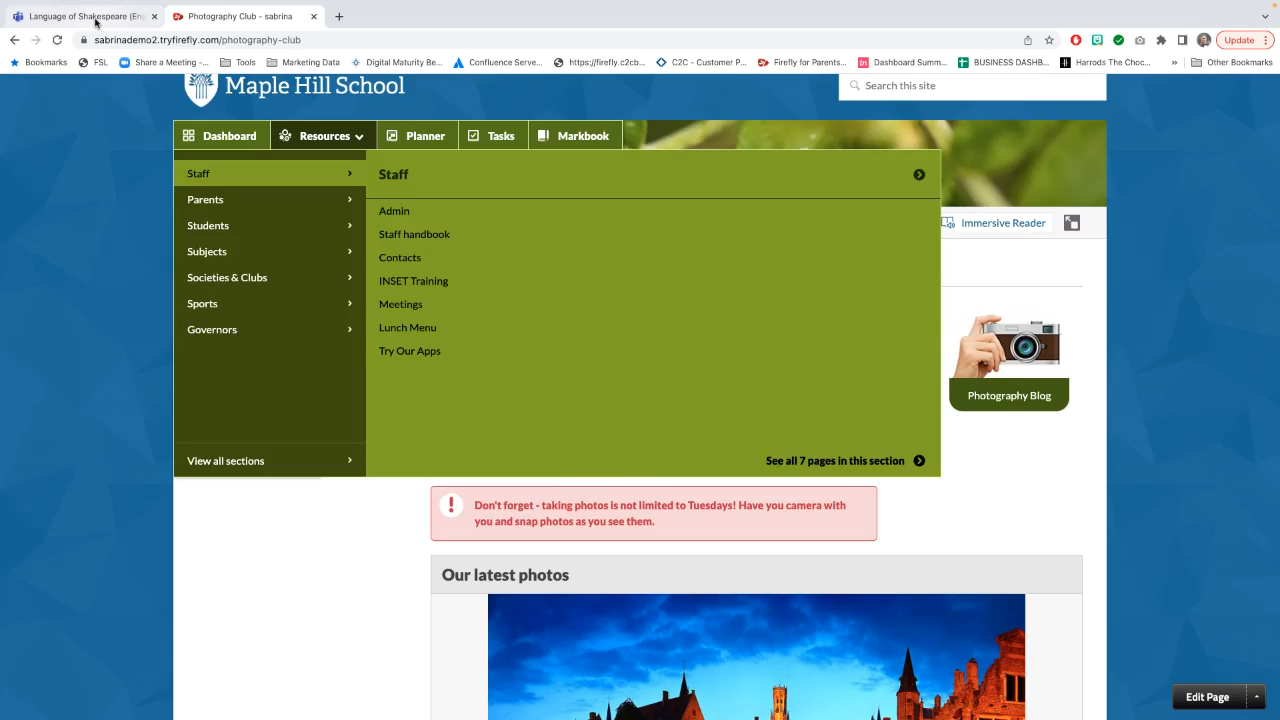 Language of Shakespeare (Eng
Photography Club - sabrina
sabrinademo2.tryfirefly.com/photography-club
Update
Bookmarks
FSL
Share a Meeting -...
Tools
Marketing Data
Digital Maturity Be...
Confluence Serve...
https://firefly.c2cb...
C2C - Customer P...
Firefly for Parents...
Dashboard Summ...
BUSINESS DASHB...
Harrods The Choc...
»
Other Bookmarks
Maple Hill School
Search this site
Dashboard
Resources
Planner
Tasks
Markbook
Staff
Parents
Students
Subjects
Societies & Clubs
Sports
Governors
View all sections
Staff
Admin
Staff handbook
Contacts
INSET Training
Meetings
Lunch Menu
Try Our Apps
See all 7 pages in this section
Immersive Reader
Photography Blog
Don't forget - taking photos is not limited to Tuesdays! Have you camera with
you and snap photos as you see them.
Our latest photos
Edit Page